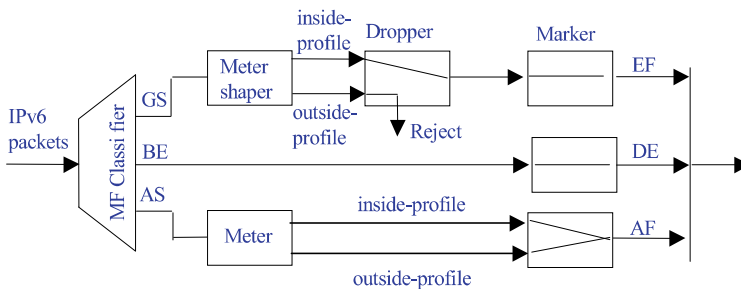 inside-
profile
Dropper
Marker
Meter
shaper
GS
EF
IPv6
packets
outside-
profile
Reject
MF Classi fier
BE
DE
AS
inside-profile
Meter
AF
outside-profile